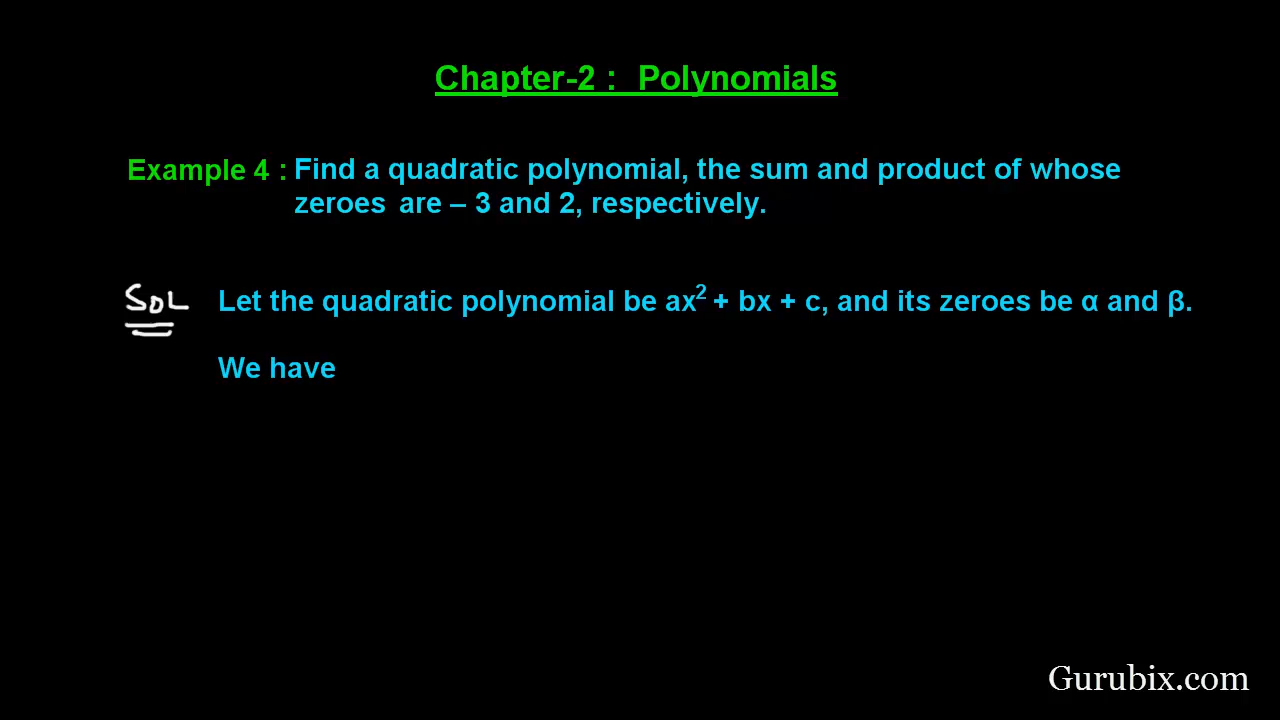 Chapter-2 : Polynomials
Example 4 : Find a quadratic polynomial, the sum and product of whose
zeroes are – 3 and 2, respectively.
SOL Let the quadratic polynomial be ax² + bx + c, and its zeroes be α and β.
We have
Gurubix.com